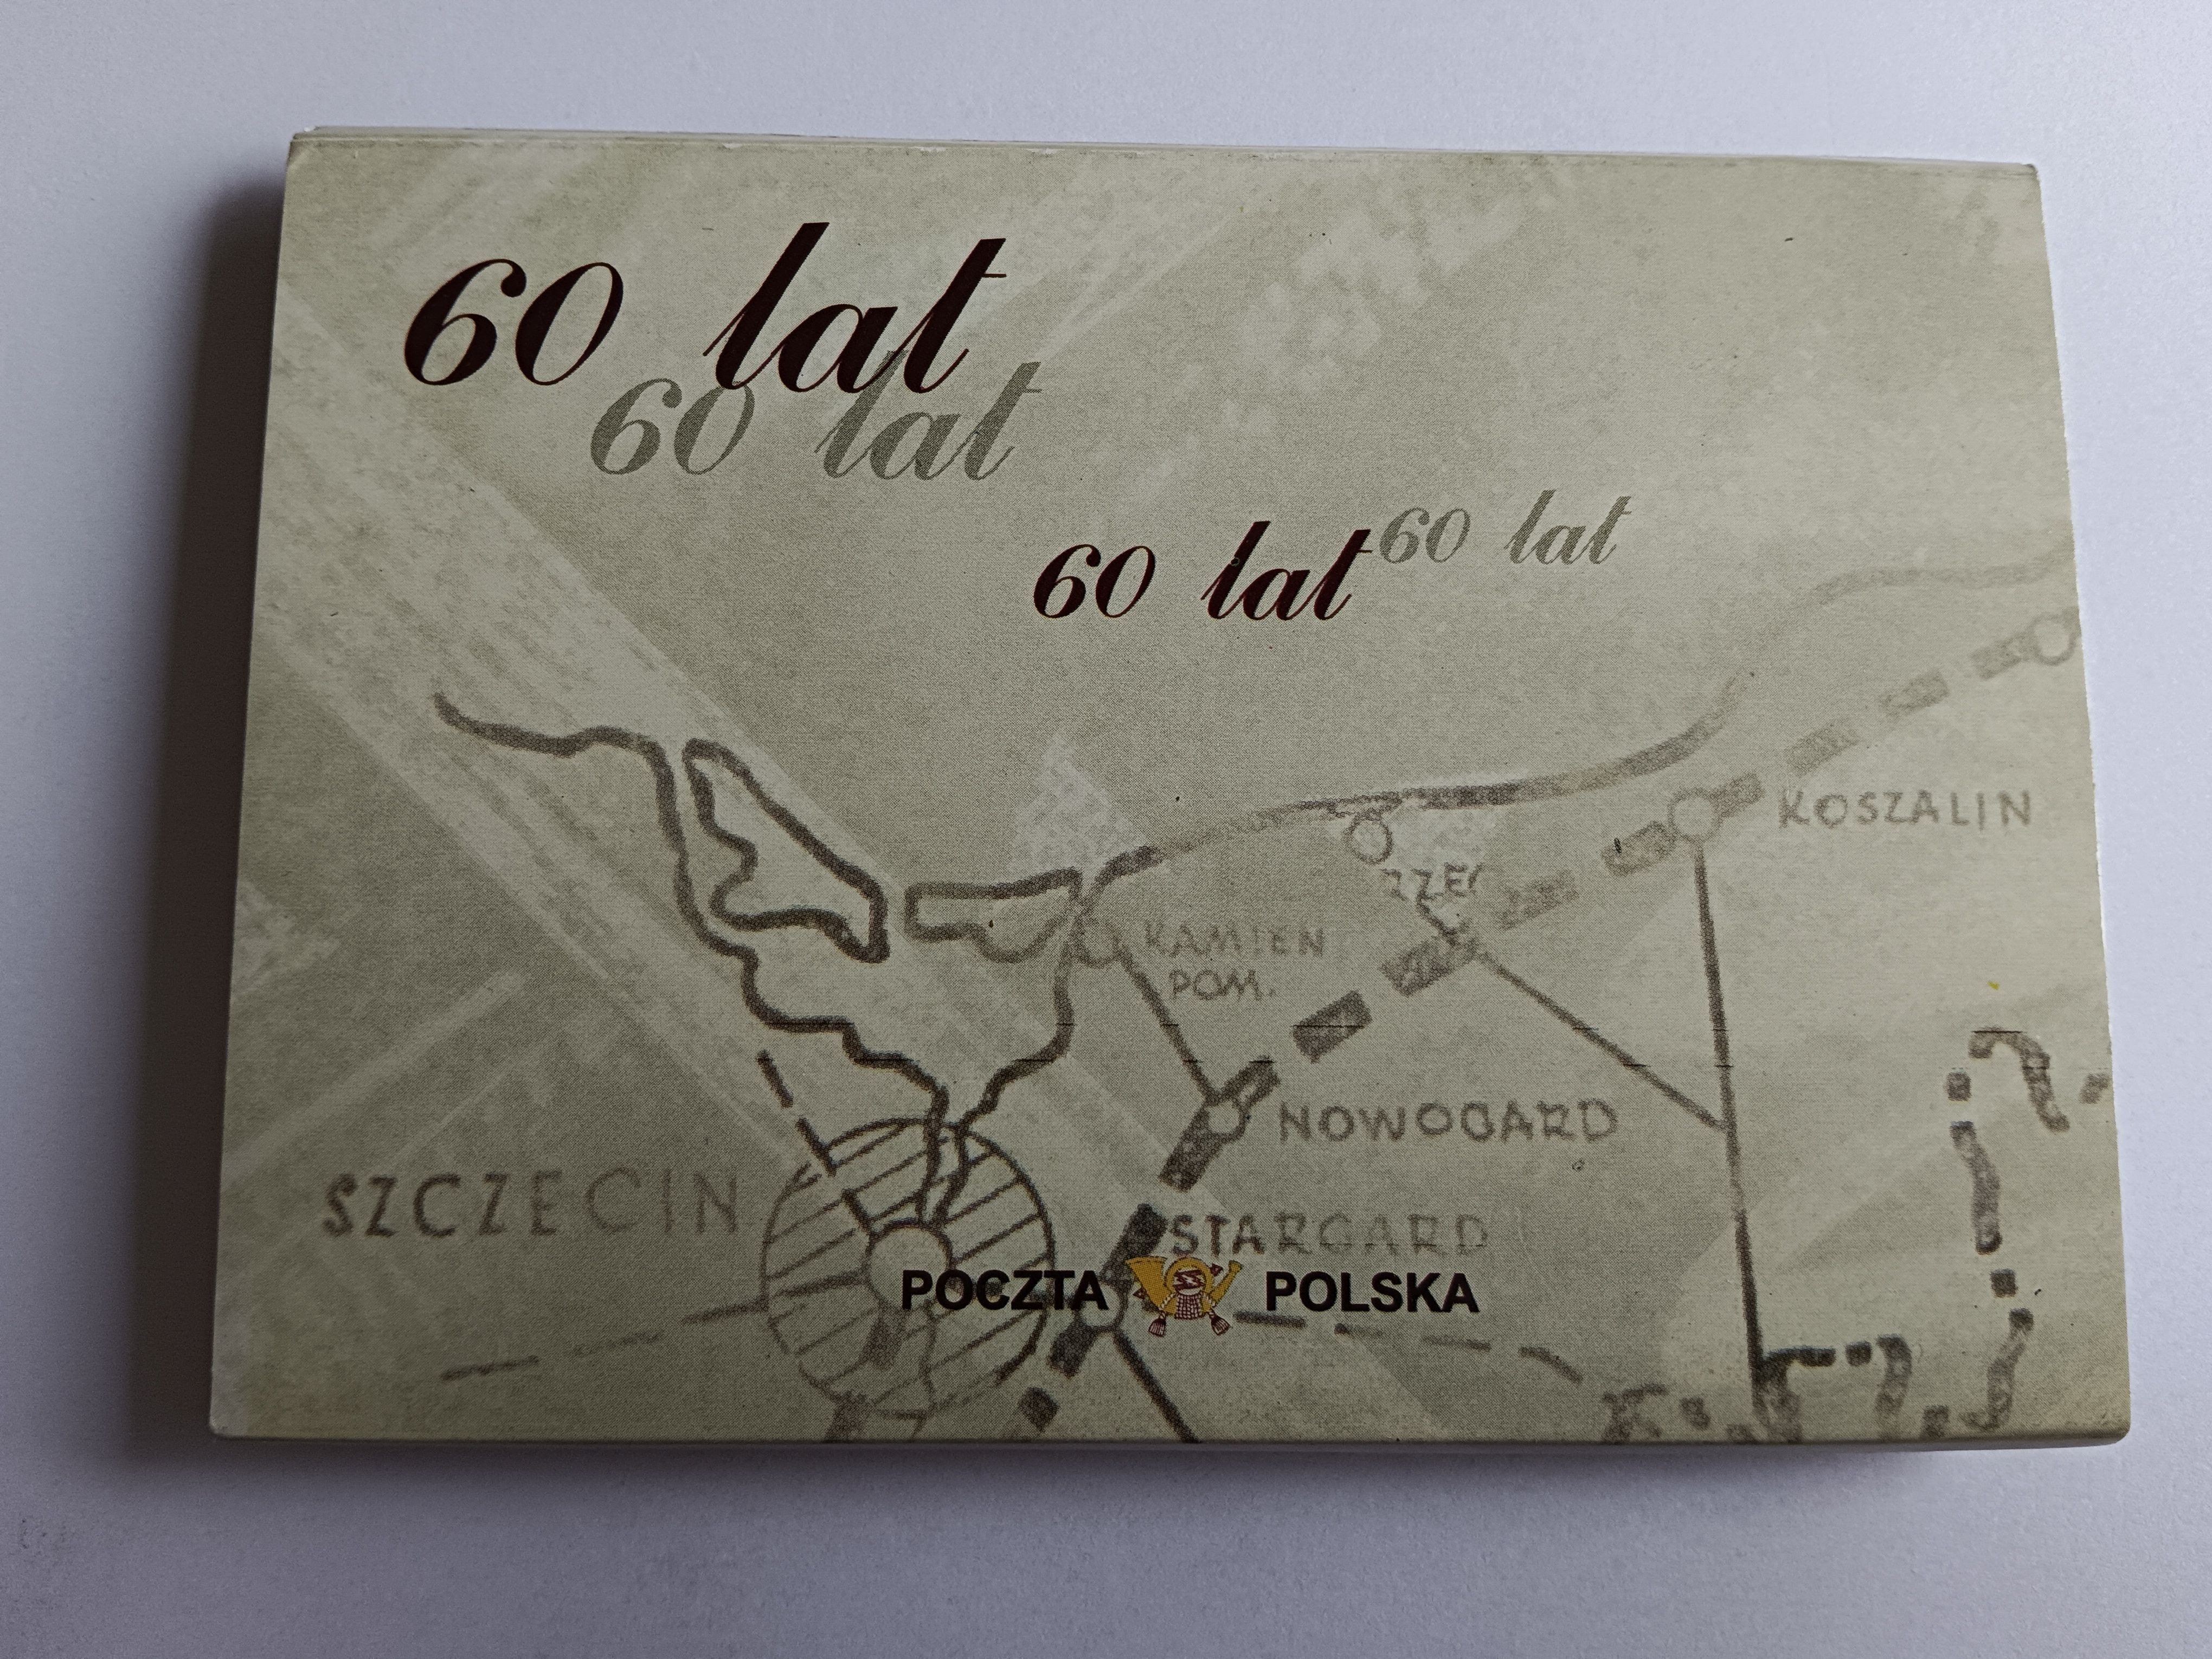 60 lat
60 lat
60 lat
60 lat
KOSZALIN
KAMIEN
POM.
NOWOGARD
SZCZECIN
STARGARD
POCZTA POLSKA